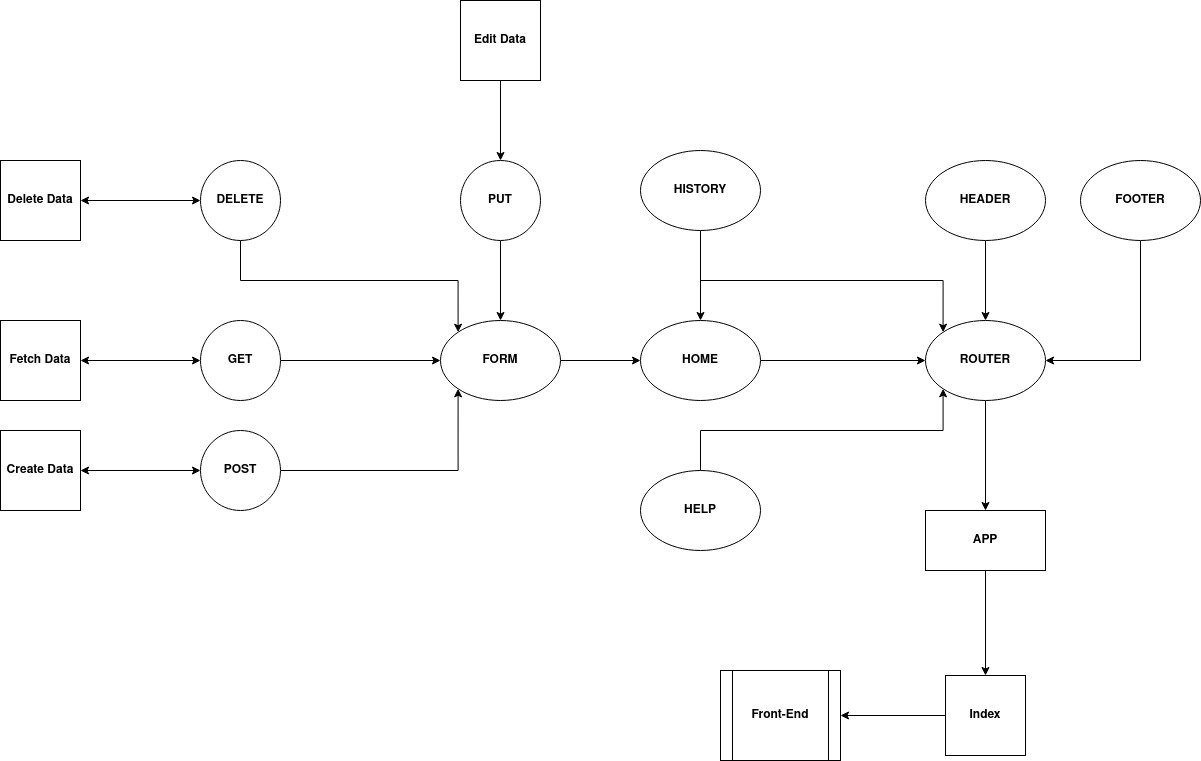 Edit Data
Delete Data
DELETE
PUT
HISTORY
HEADER
FOOTER
Fetch Data
GET
FORM
HOME
ROUTER
Create Data
POST
HELP
APP
Front-End
Index